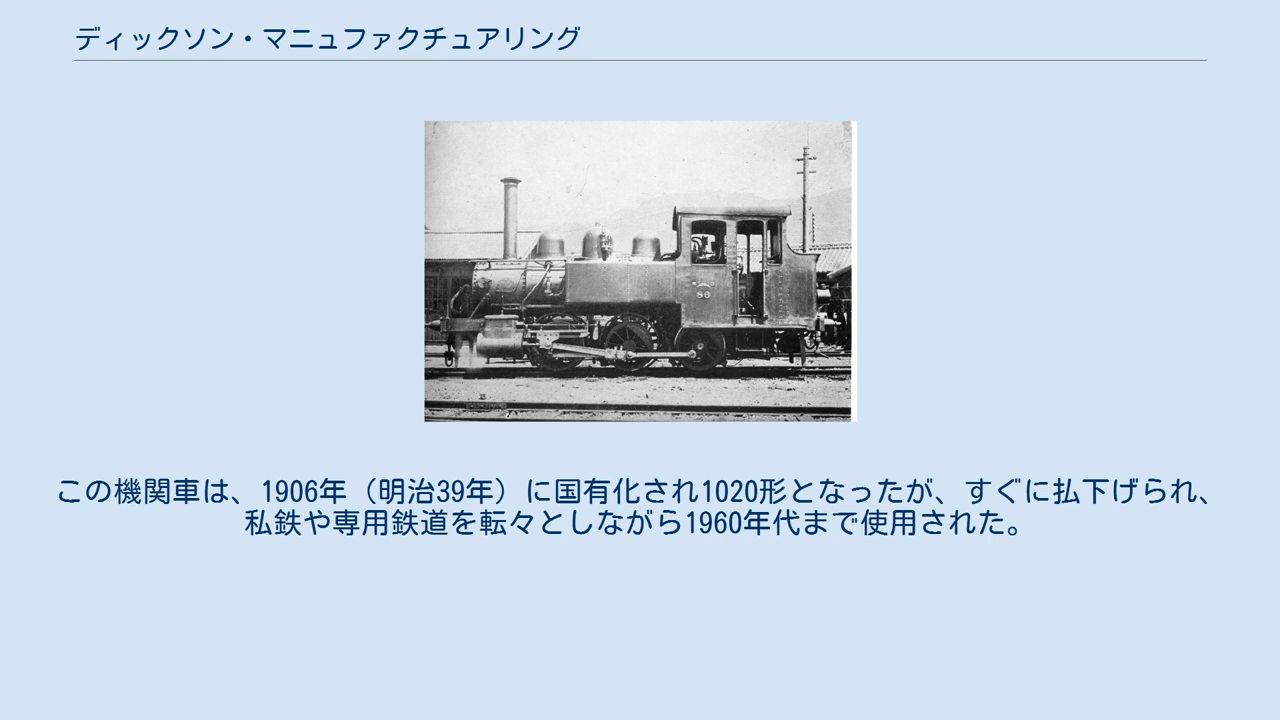 ディックソン・マニュファクチュアリング
86
この機関車は、1906年（明治39年）に国有化され1020形となったが、すぐに払下げられ、
私鉄や専用鉄道を転々としながら1960年代まで使用された。